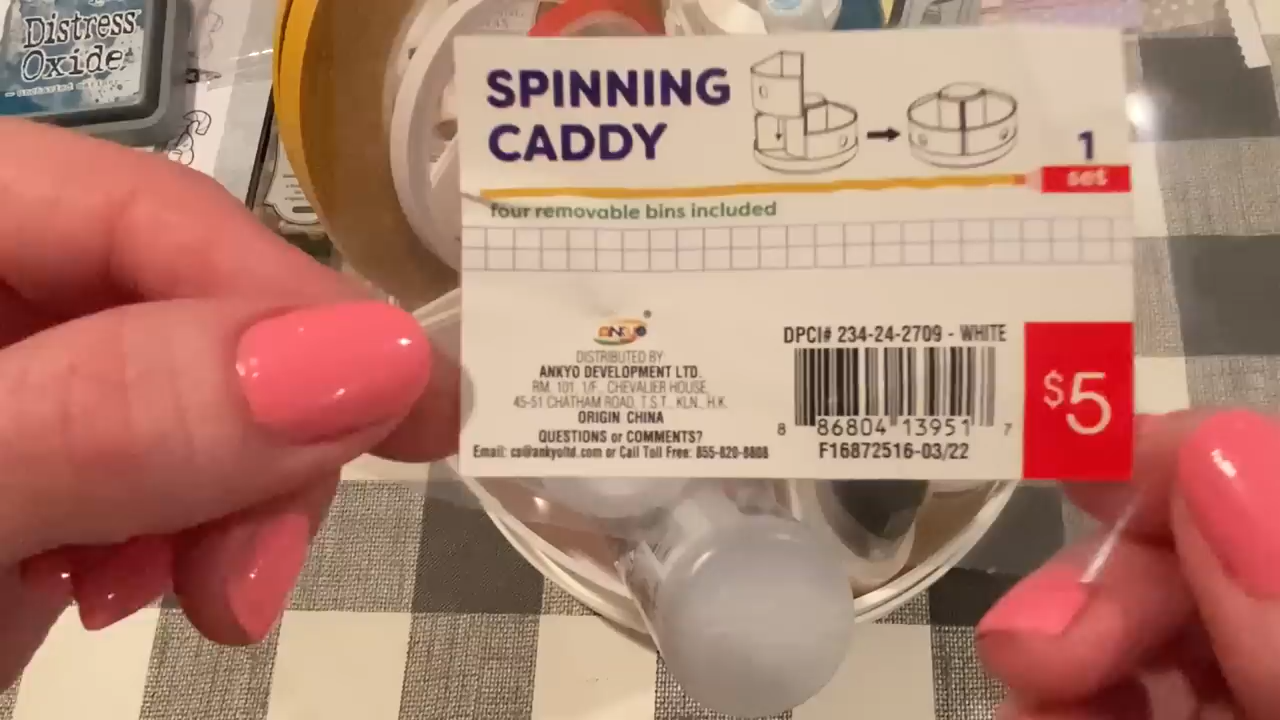 Distress
Oxide
SPINNING
CADDY
1
set
four removable bins included
ANKYO
DISTRIBUTED BY
ANKYO DEVELOPMENT LTD.
RM. 101, 1/F., CHEVALIER HOUSE,
45-51 CHATHAM ROAD, T.S.T., KLN., H.K.
ORIGIN CHINA
QUESTIONS or COMMENTS?
Email: cs@ankyoltd.com or Call Toll Free: 855-620-8808
DPCI# 234-24-2709 - WHITE
8 86804 13951 7
F16872516-03/22
$5